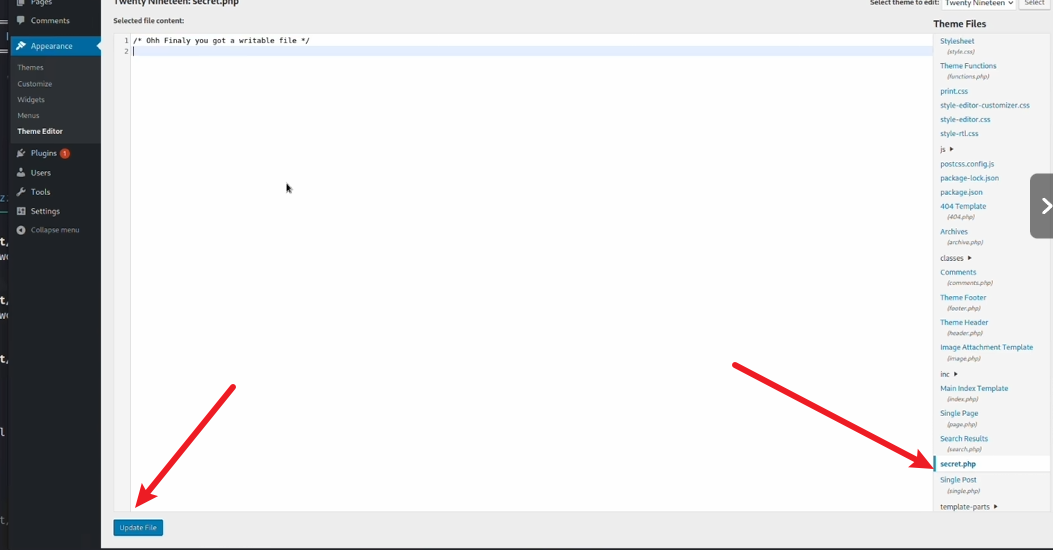 Pages
Comments
Appearance
Themes
Customize
Widgets
Menus
Theme Editor
Plugins 1
Users
Tools
Settings
Collapse menu
Twenty Nineteen: secret.php
Select theme to edit: Twenty Nineteen Select
Selected file content:
1 /* Ohh Finaly you got a writable file */
2
Update File
Theme Files
Stylesheet
(style.css)
Theme Functions
(functions.php)
print.css
style-editor-customizer.css
style-editor.css
style-rtl.css
js
postcss.config.js
package-lock.json
package.json
404 Template
(404.php)
Archives
(archive.php)
classes
Comments
(comments.php)
Theme Footer
(footer.php)
Theme Header
(header.php)
Image Attachment Template
(image.php)
inc
Main Index Template
(index.php)
Single Page
(page.php)
Search Results
(search.php)
secret.php
Single Post
(single.php)
template-parts